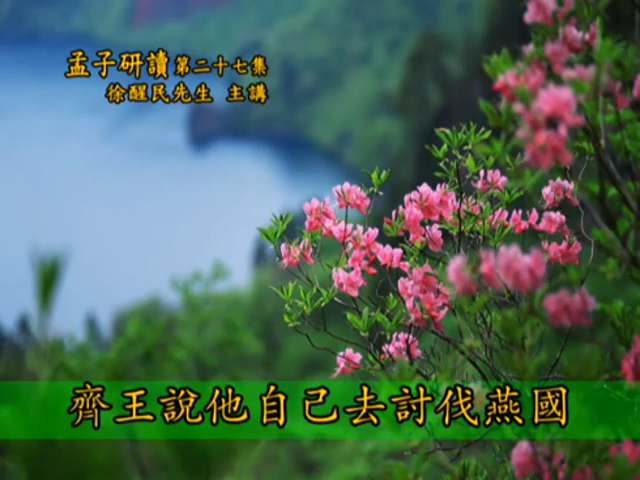 孟子研讀 第二十七集
徐醒民先生 主講
齊王說他自己去討伐燕國